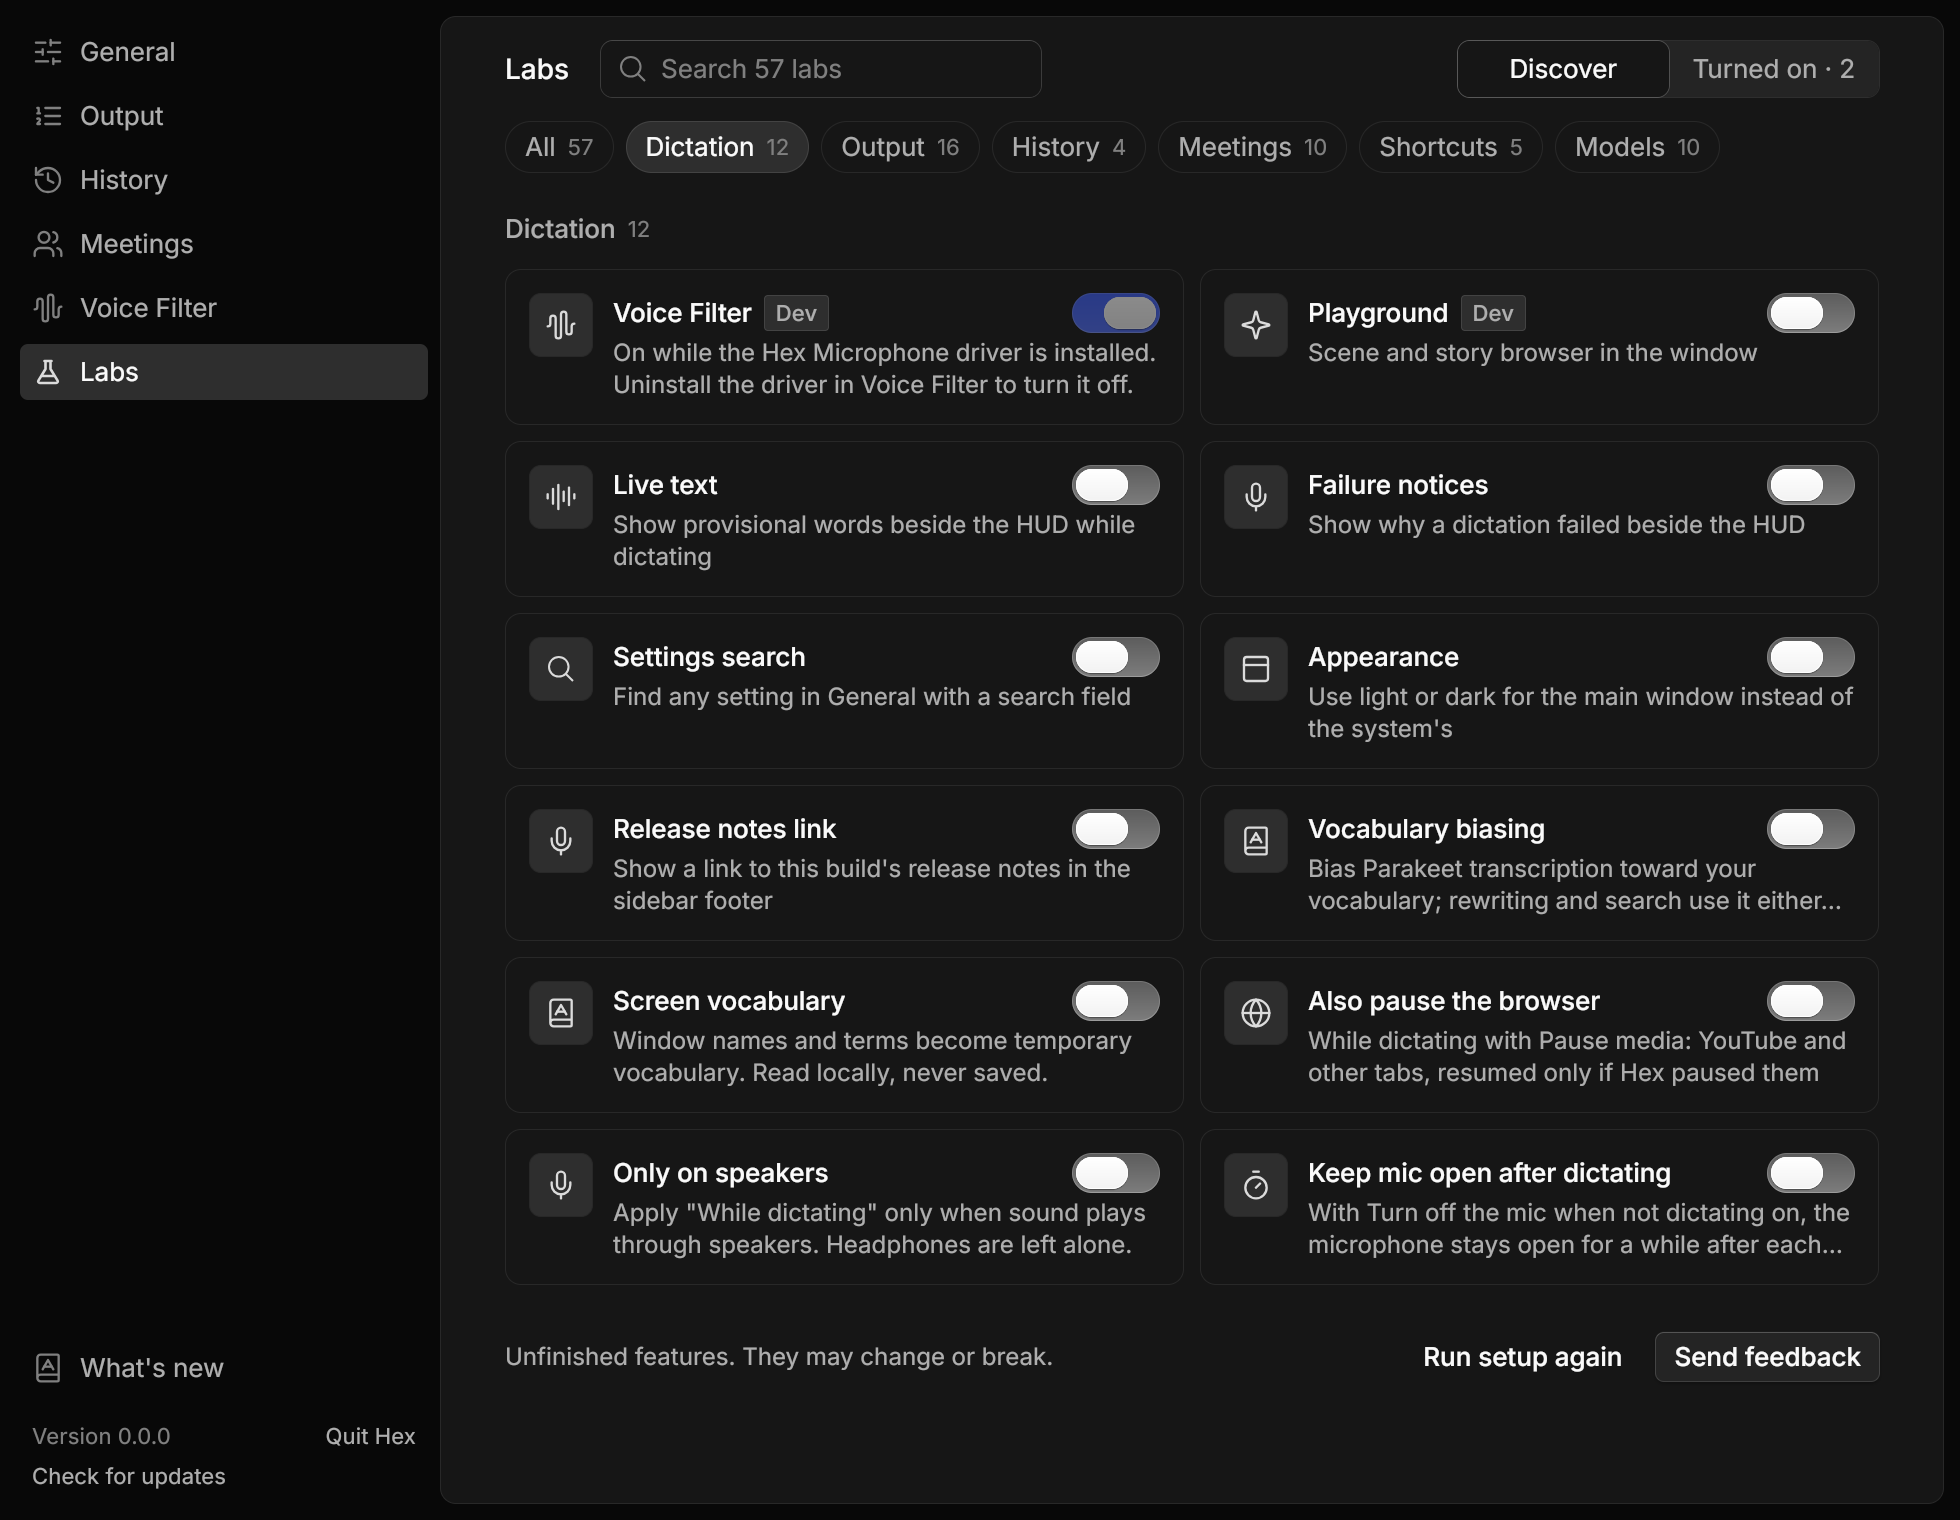 General
Output
History
Meetings
Voice Filter
Labs
What's new
Version 0.0.0
Quit Hex
Check for updates
Labs
Search 57 labs
Discover
Turned on · 2
All 57
Dictation 12
Output 16
History 4
Meetings 10
Shortcuts 5
Models 10
Dictation 12
Voice Filter Dev
On while the Hex Microphone driver is installed.
Uninstall the driver in Voice Filter to turn it off.
Playground Dev
Scene and story browser in the window
Live text
Show provisional words beside the HUD while
dictating
Failure notices
Show why a dictation failed beside the HUD
Settings search
Find any setting in General with a search field
Appearance
Use light or dark for the main window instead of
the system's
Release notes link
Show a link to this build's release notes in the
sidebar footer
Vocabulary biasing
Bias Parakeet transcription toward your
vocabulary; rewriting and search use it either...
Screen vocabulary
Window names and terms become temporary
vocabulary. Read locally, never saved.
Also pause the browser
While dictating with Pause media: YouTube and
other tabs, resumed only if Hex paused them
Only on speakers
Apply "While dictating" only when sound plays
through speakers. Headphones are left alone.
Keep mic open after dictating
With Turn off the mic when not dictating on, the
microphone stays open for a while after each...
Unfinished features. They may change or break.
Run setup again
Send feedback